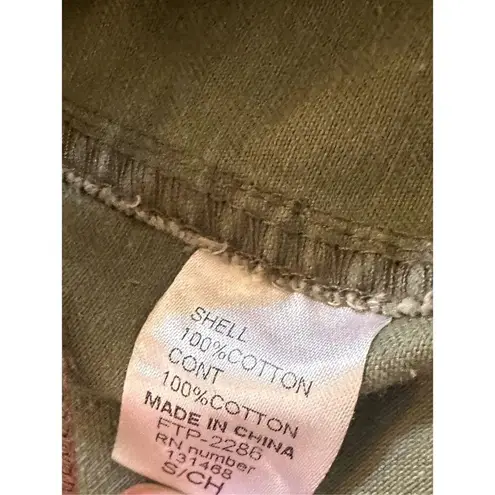 SHELL
100%COTTON
CONT
100%COTTON
MADE IN CHINA
FTP-2286
RN number
131468
S/CH